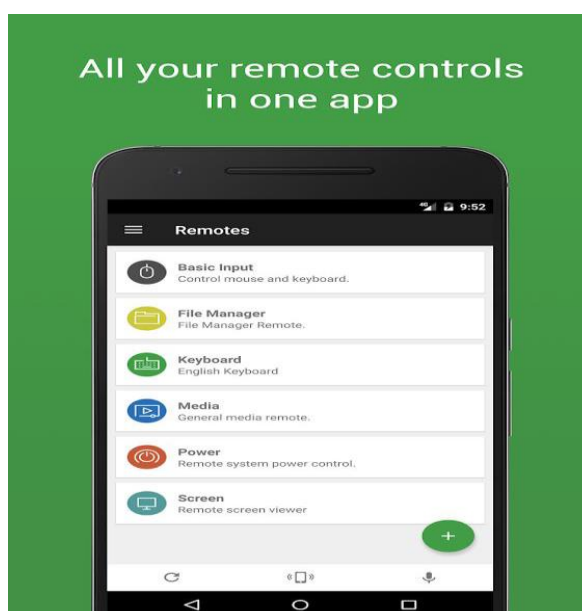 All your remote controls
in one app
4G 9:52
Remotes
Basic Input
Control mouse and keyboard.
File Manager
File Manager Remote.
Keyboard
English Keyboard
Media
General media remote.
Power
Remote system power control.
Screen
Remote screen viewer